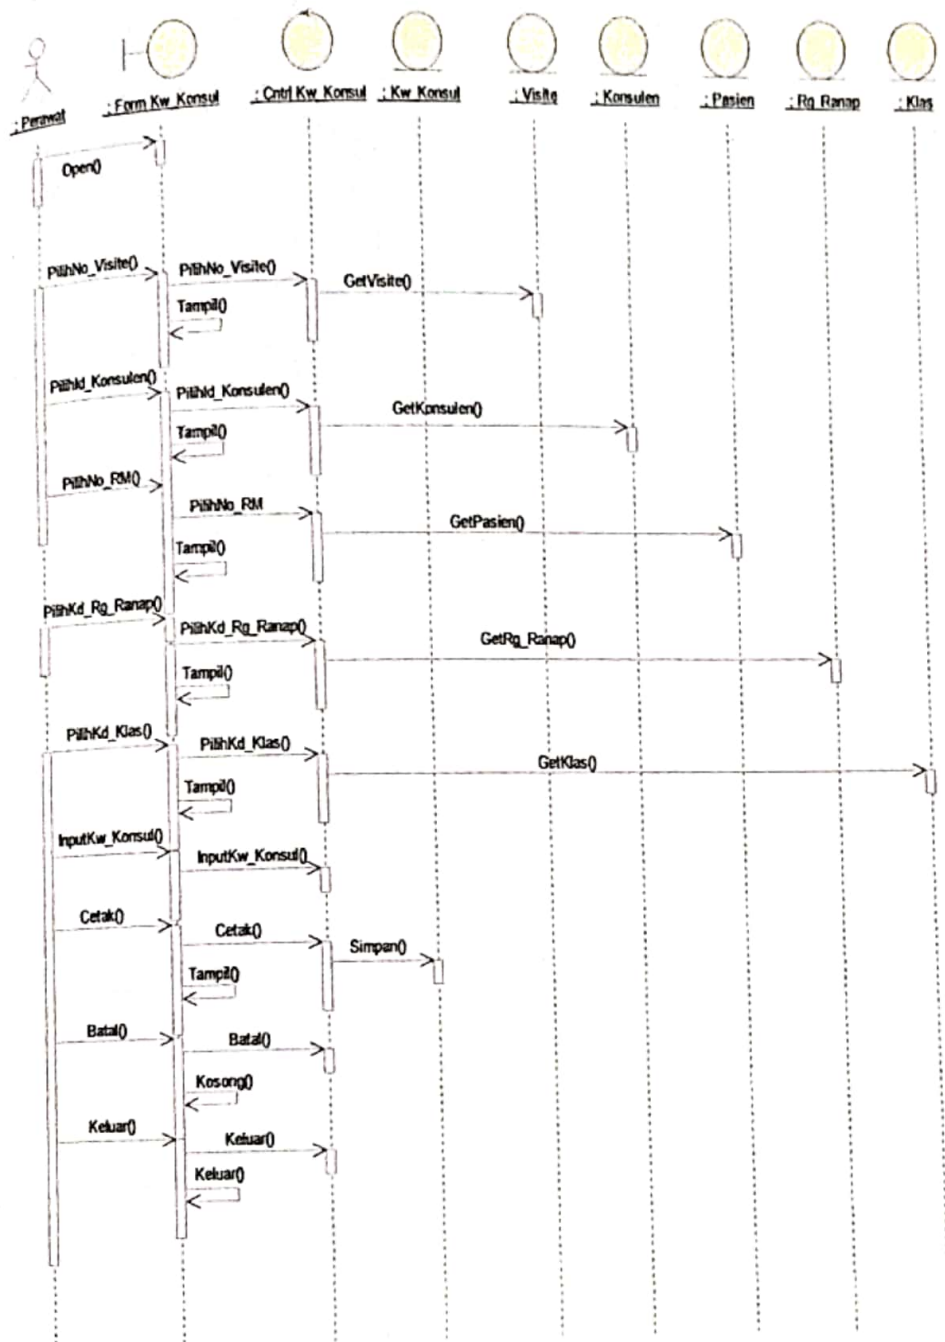 : Perawat
: Form Kw_Konsul
: Cntrl Kw_Konsul
: Kw_Konsul
: Visite
: Konsulen
: Pasien
: Rg_Ranap
: Klas
Open()
PilihNo_Visite()
PilihNo_Visite()
GetVisite()
Tampil()
PilihId_Konsulen()
PilihId_Konsulen()
GetKonsulen()
Tampil()
PilihNo_RM()
PilihNo_RM
GetPasien()
Tampil()
PilihKd_Rg_Ranap()
PilihKd_Rg_Ranap()
GetRg_Ranap()
Tampil()
PilihKd_Klas()
PilihKd_Klas()
GetKlas()
Tampil()
InputKw_Konsul()
InputKw_Konsul()
Cetak()
Cetak()
Simpan()
Tampil()
Batal()
Batal()
Kosong()
Keluar()
Keluar()
Keluar()